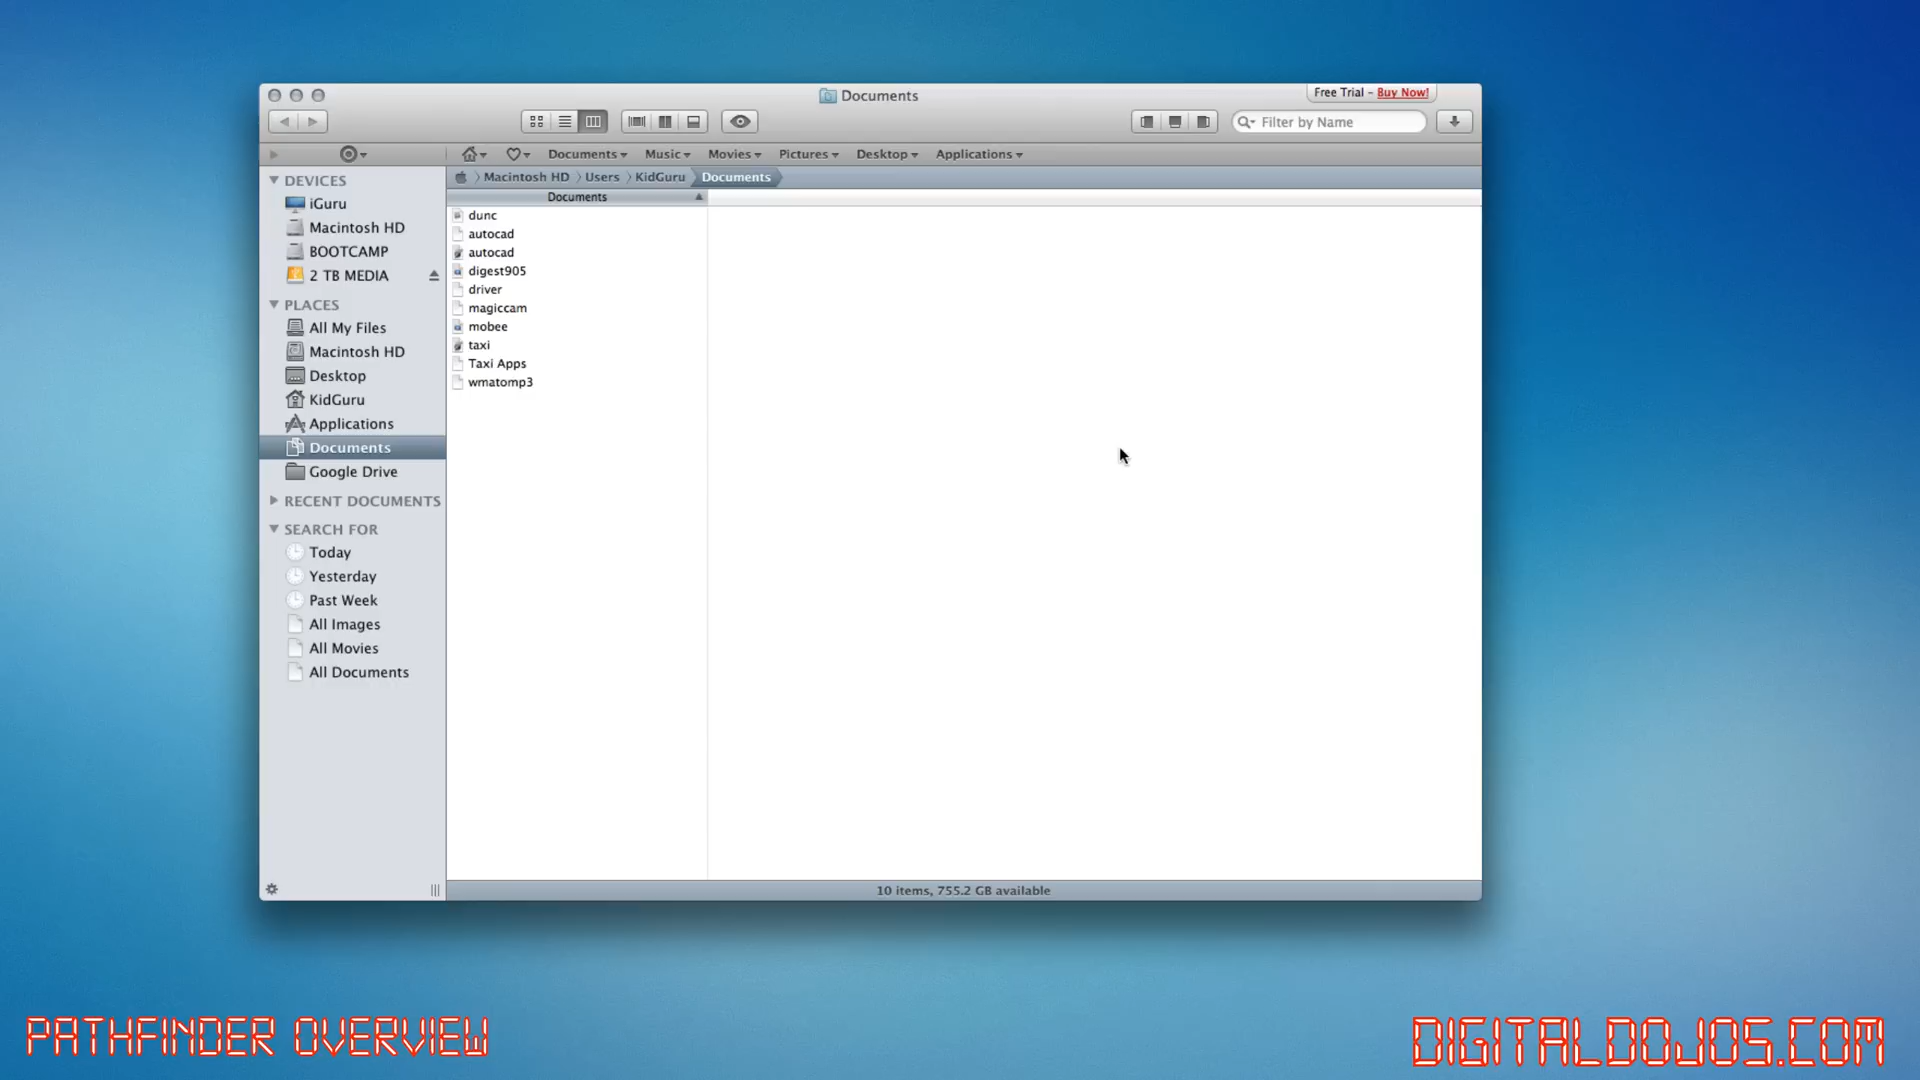 Documents
Free Trial - Buy Now!
Filter by Name
Documents Music Movies Pictures Desktop Applications
Macintosh HD Users KidGuru Documents
Documents
DEVICES
iGuru
Macintosh HD
BOOTCAMP
2 TB MEDIA
PLACES
All My Files
Macintosh HD
Desktop
KidGuru
Applications
Documents
Google Drive
RECENT DOCUMENTS
SEARCH FOR
Today
Yesterday
Past Week
All Images
All Movies
All Documents
dunc
autocad
autocad
digest905
driver
magiccam
mobee
taxi
Taxi Apps
wmatomp3
10 items, 755.2 GB available
PATHFINDER OVERVIEW
DIGITALDOJOS.COM